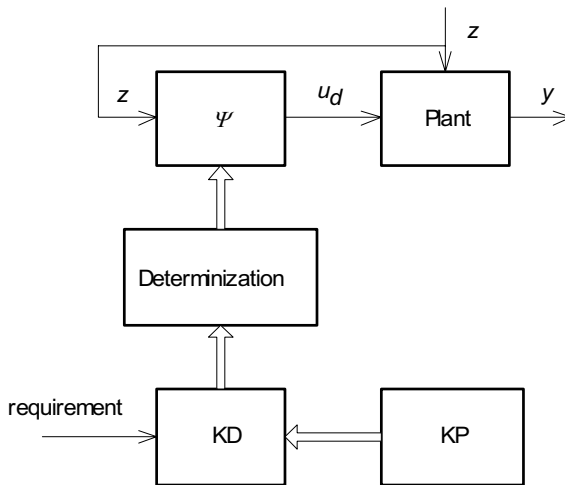 z
z
Ψ
u_d
Plant
y
Determinization
requirement
KD
KP